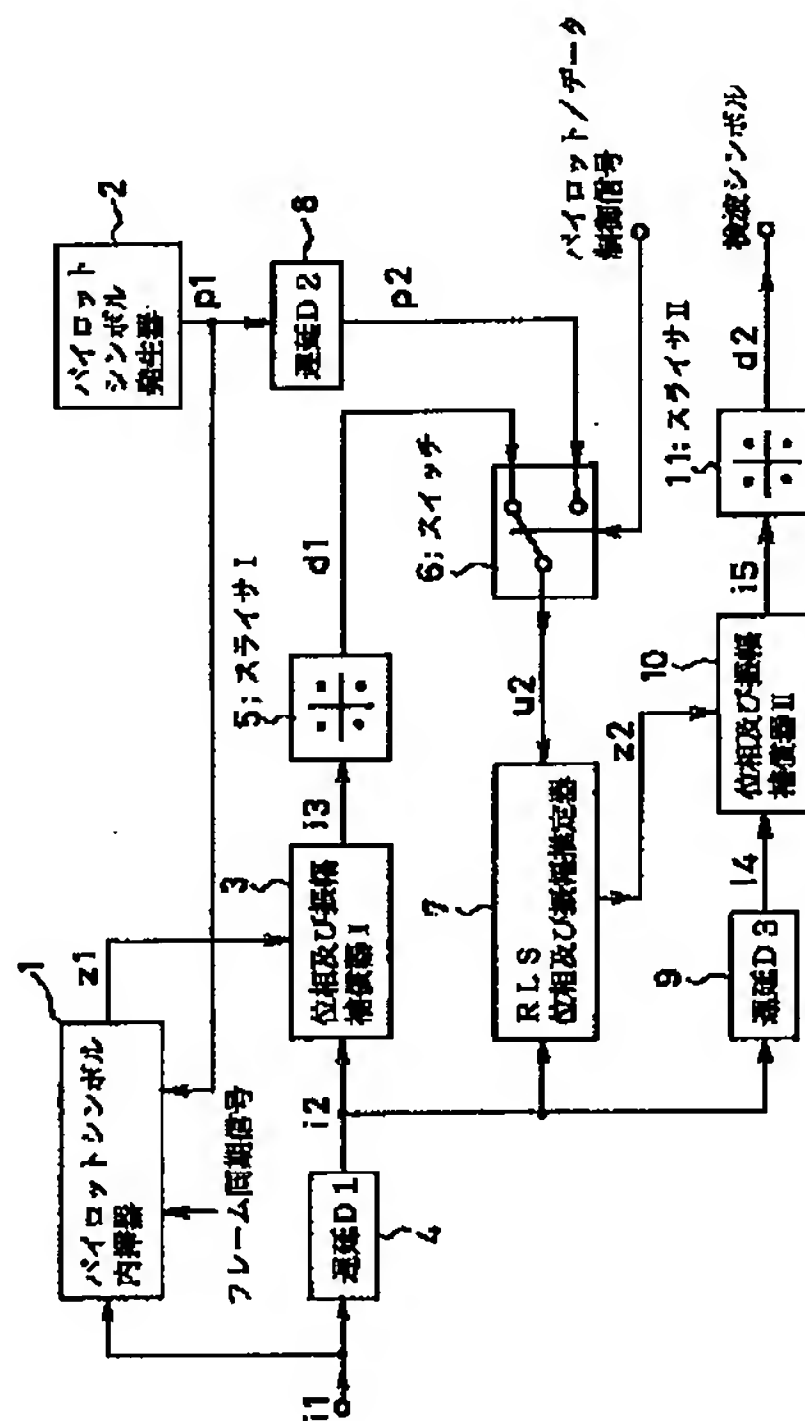 1
パイロットシンボル
内挿器
z1
フレーム同期信号
i1
遅延D1
4
i2
3
位相及び振幅
補償器I
i3
5;スライサI
d1
パイロット
シンボル
発生器
2
p1
遅延D2
8
p2
6;スイッチ
パイロット/データ
制御信号
u2
7
RLS
位相及び振幅推定器
z2
9
遅延D3
i4
10
位相及び振幅
補償器II
i5
11;スライサII
d2
検波シンボル